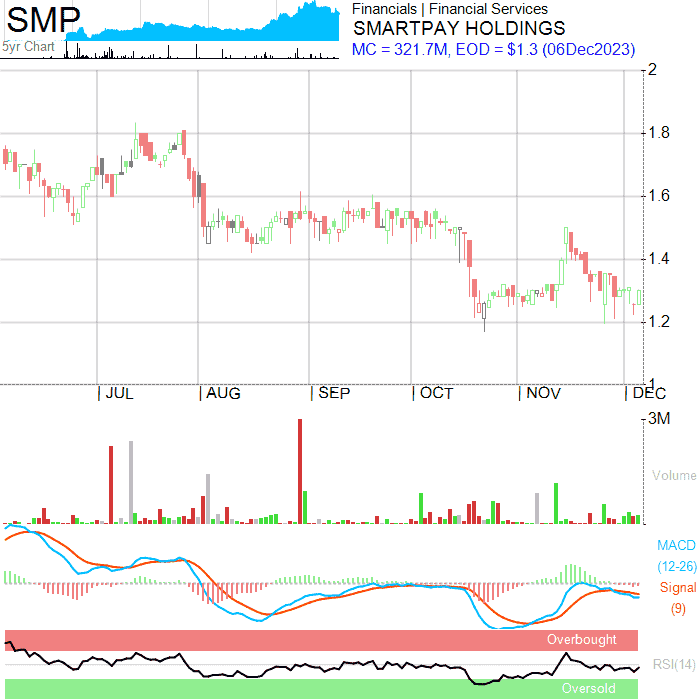 SMP
5yr Chart
Financials | Financial Services
SMARTPAY HOLDINGS
MC = 321.7M, EOD = $1.3 (06Dec2023)
2
1.8
1.6
1.4
1.2
1
| JUL | AUG | SEP | OCT | NOV | DEC
3M
Volume
MACD
(12-26)
Signal
(9)
Overbought
RSI(14)
Oversold